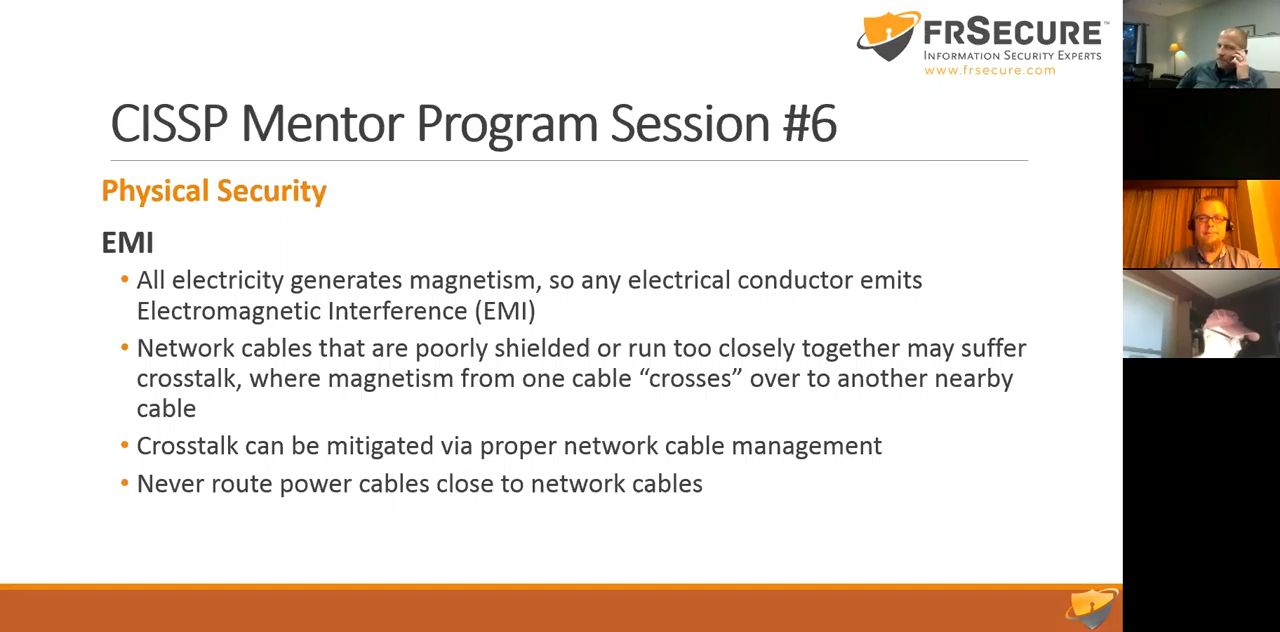 FRSECURE™
INFORMATION SECURITY EXPERTS
www.frsecure.com
CISSP Mentor Program Session #6
Physical Security
EMI
• All electricity generates magnetism, so any electrical conductor emits
Electromagnetic Interference (EMI)
• Network cables that are poorly shielded or run too closely together may suffer
crosstalk, where magnetism from one cable “crosses” over to another nearby
cable
• Crosstalk can be mitigated via proper network cable management
• Never route power cables close to network cables